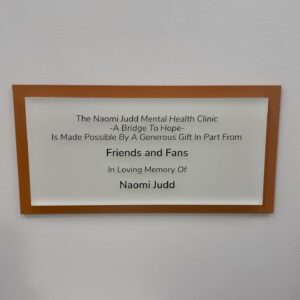 The Naomi Judd Mental Health Clinic
-A Bridge To Hope-
Is Made Possible By A Generous Gift In Part From
Friends and Fans
In Loving Memory Of
Naomi Judd